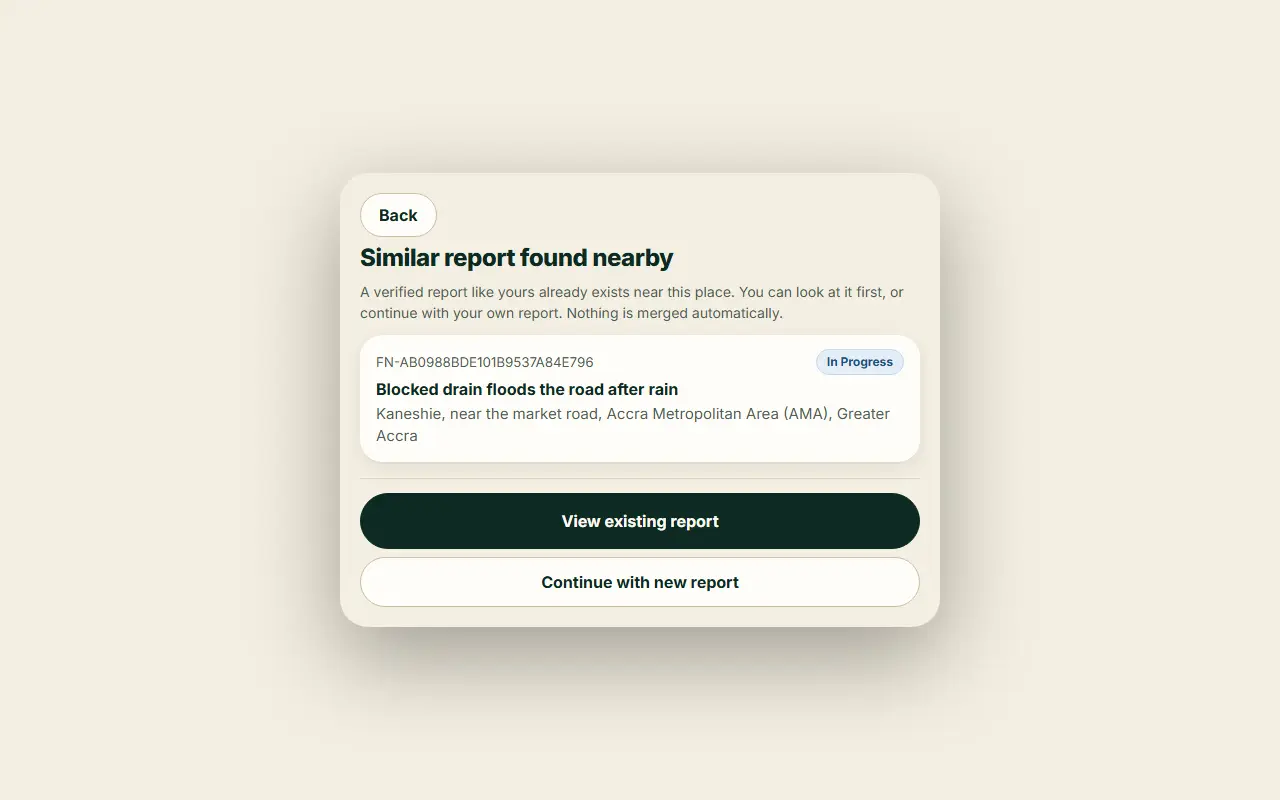 Back
Similar report found nearby
A verified report like yours already exists near this place. You can look at it first, or
continue with your own report. Nothing is merged automatically.
FN-AB0988BDE101B9537A84E796
In Progress
Blocked drain floods the road after rain
Kaneshie, near the market road, Accra Metropolitan Area (AMA), Greater
Accra
View existing report
Continue with new report